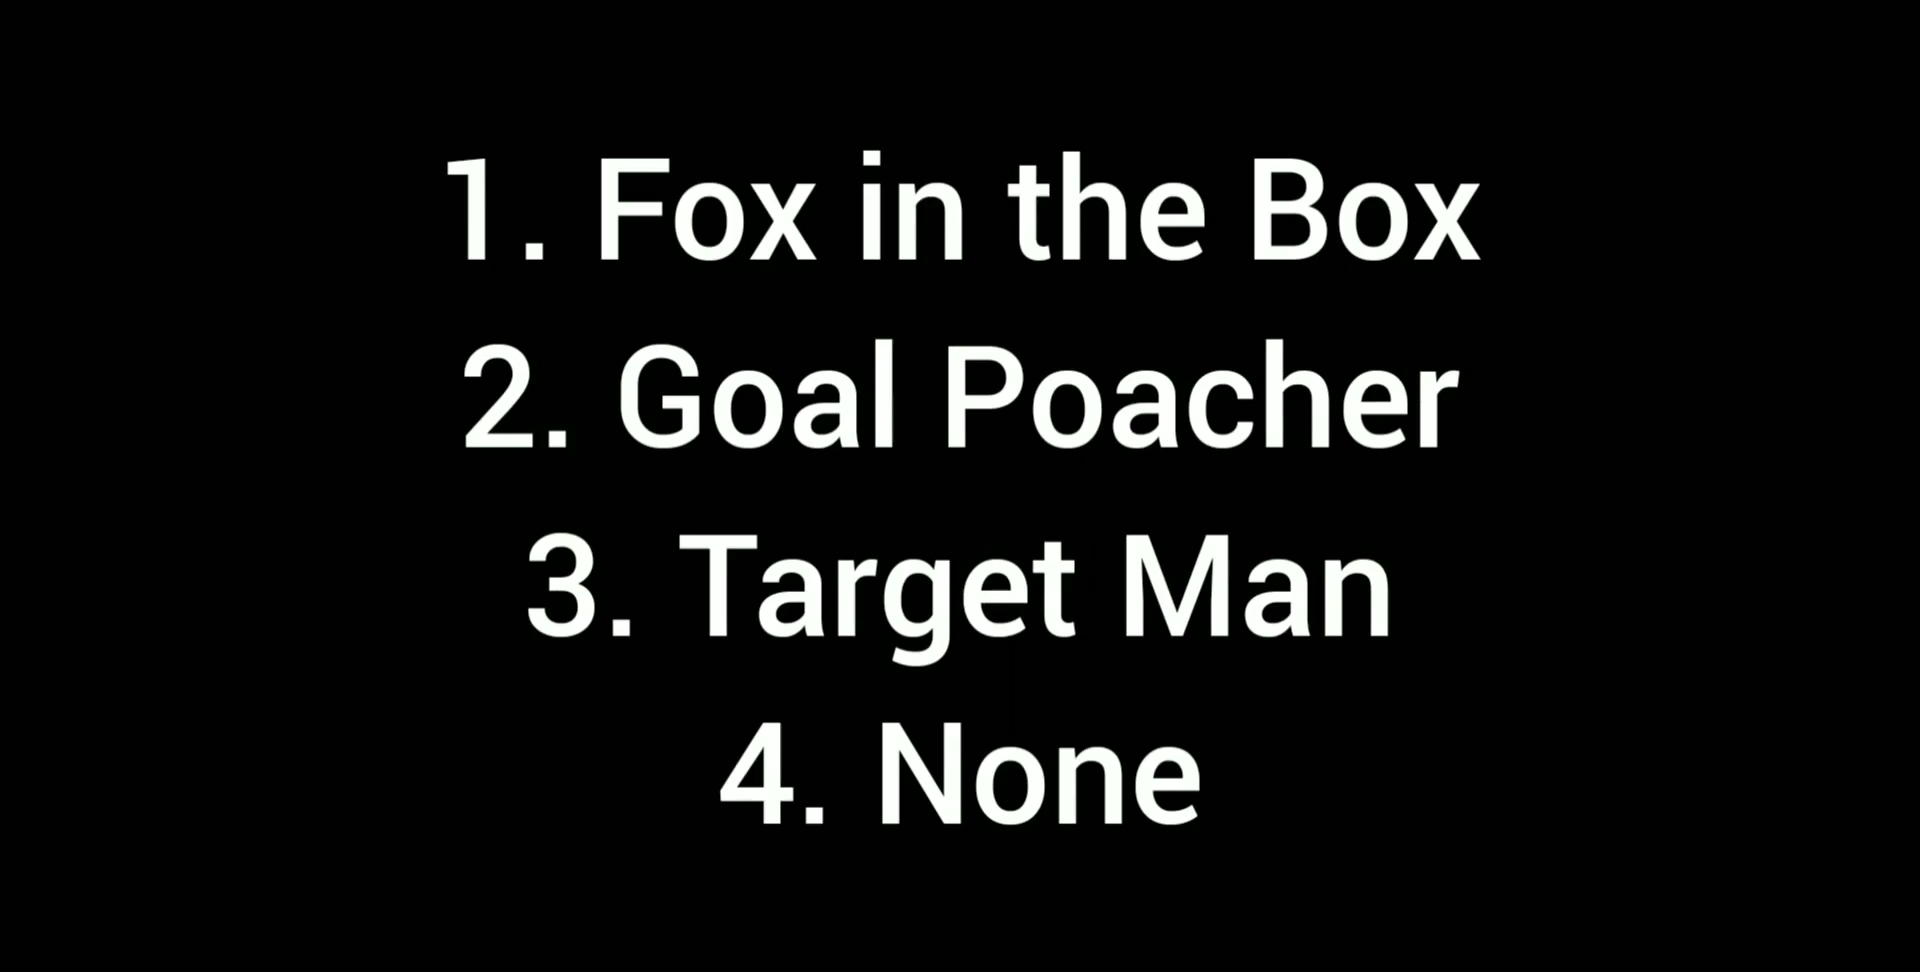 1. Fox in the Box
2. Goal Poacher
3. Target Man
4. None